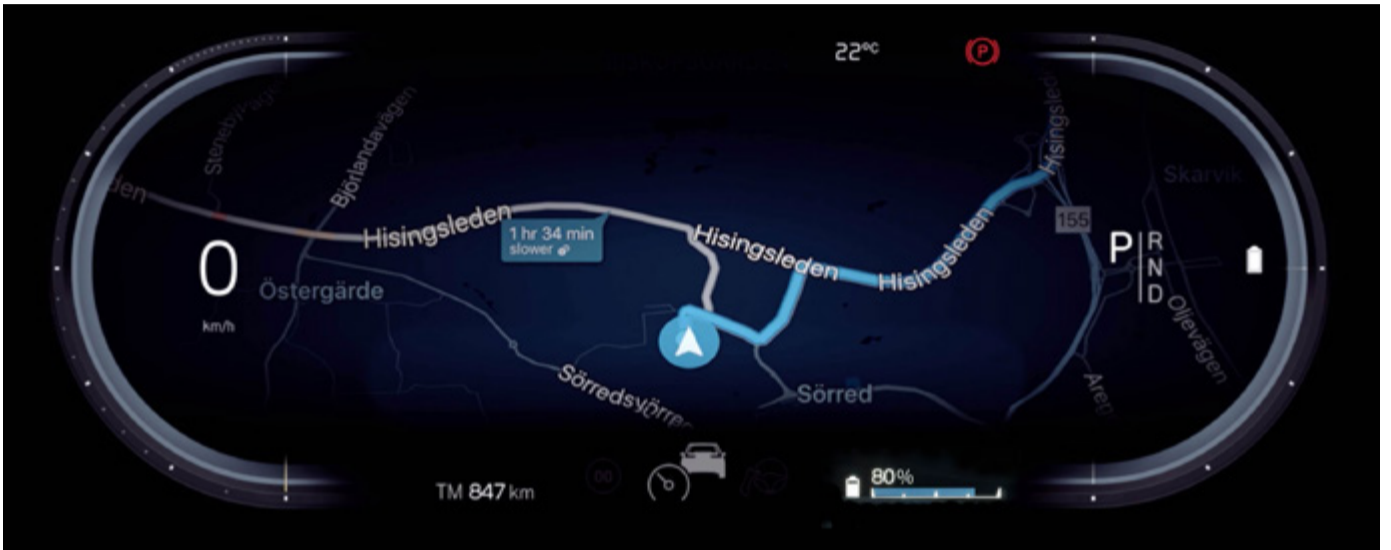 22°C
P
Hisingsleden
Björlandavägen
Skarvik
den
155
Hisingsleden
1 hr 34 min
slower
Hisingsleden
Hisingsleden
P
R
N
D
0
km/h
Östergärde
Oljevägen
Sörred
TM 847 km
80%